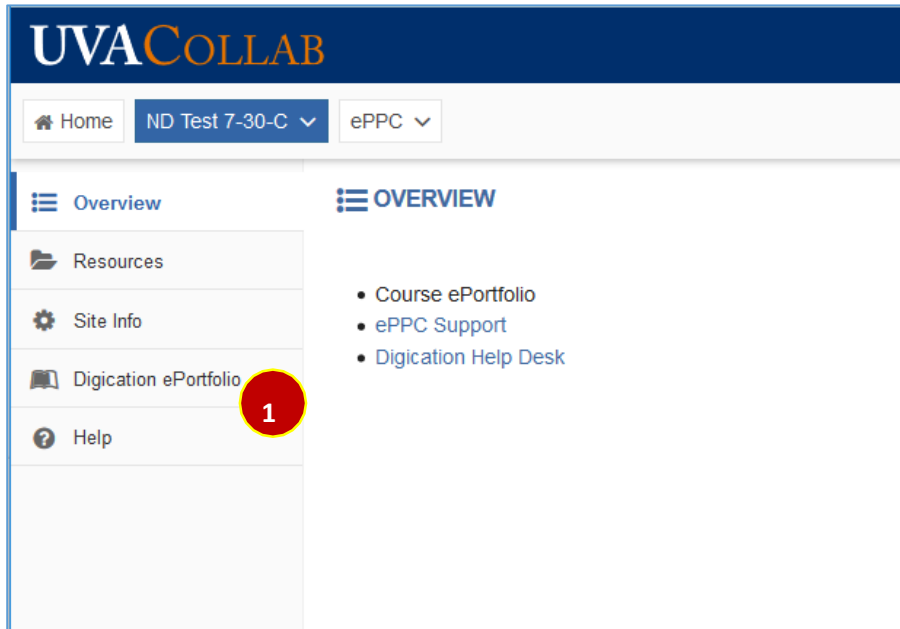 UVACOLLAB
Home ND Test 7-30-C ePPC
Overview
Resources
Site Info
Digication ePortfolio
1
Help
OVERVIEW
• Course ePortfolio
• ePPC Support
• Digication Help Desk